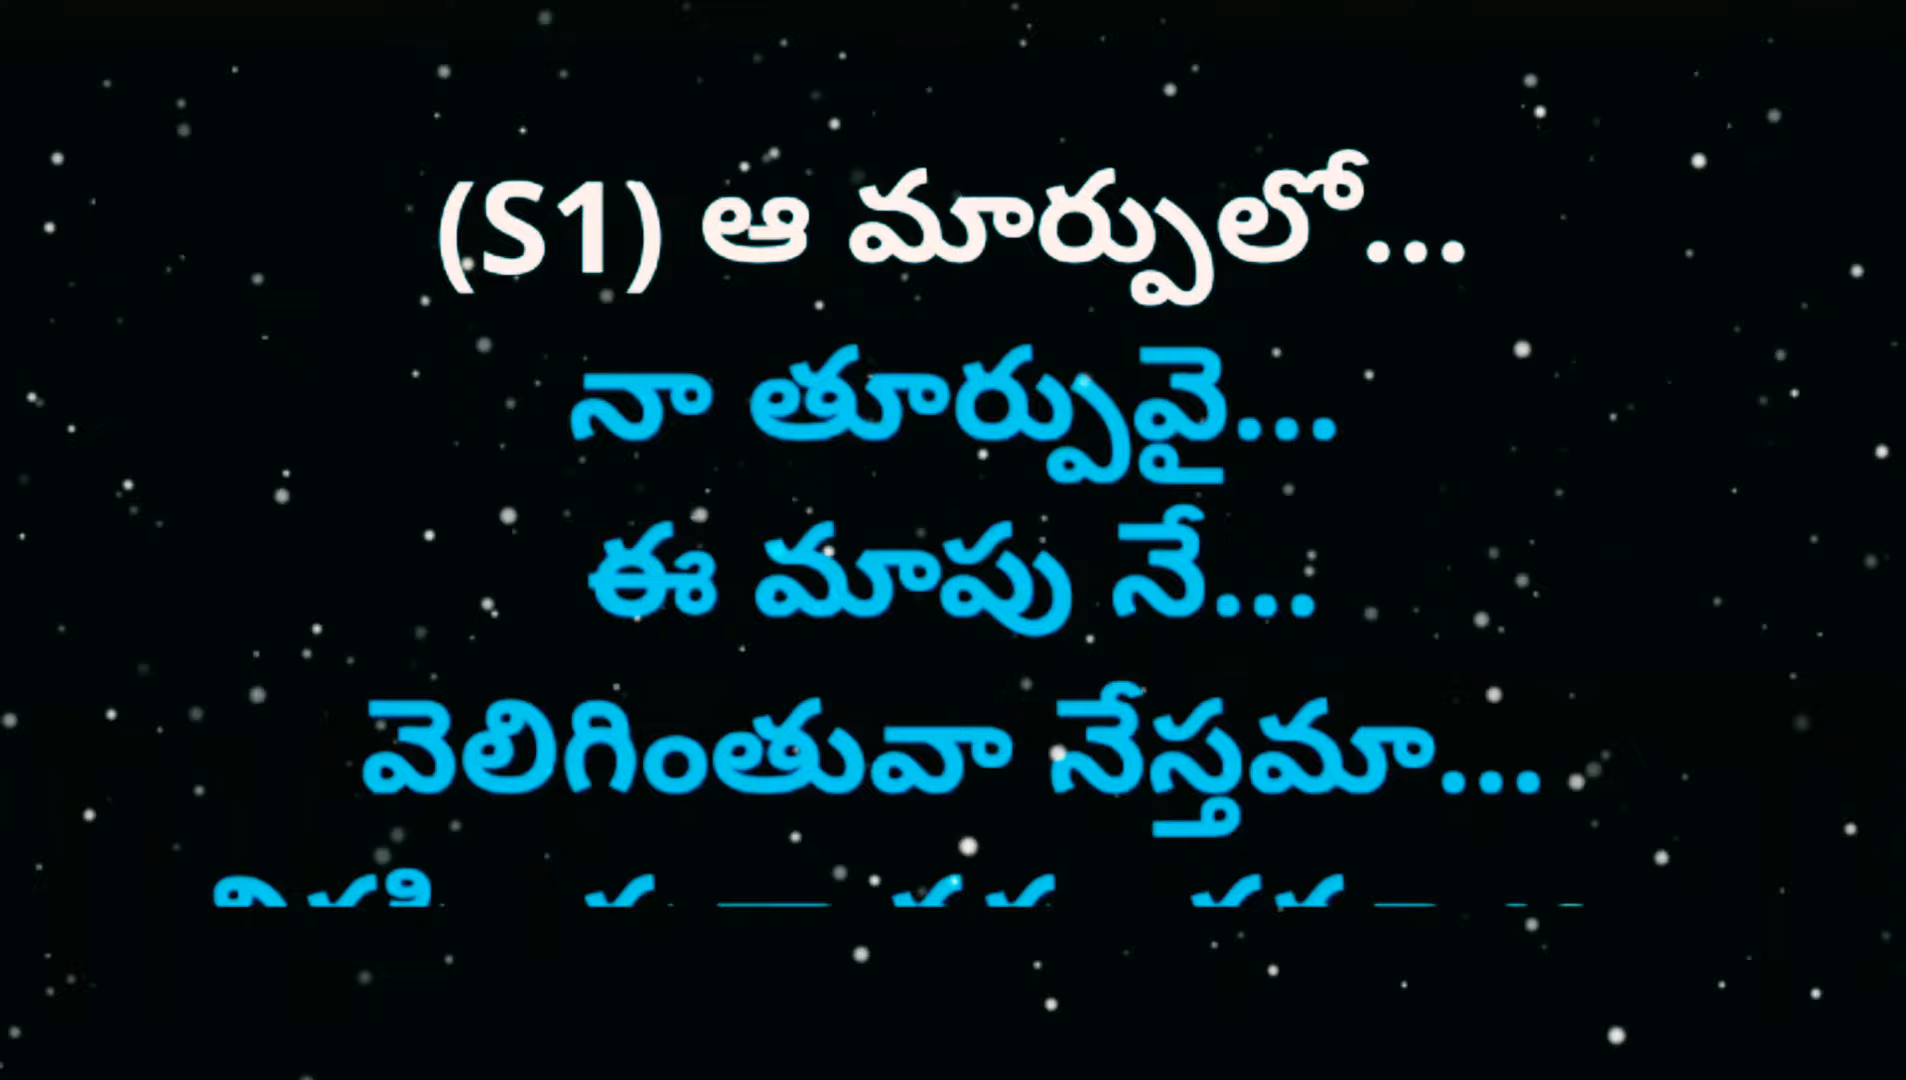 (S1) ఆ మార్పులో...
నా తూర్పువై...
ఈ మాపు నే...
వెలిగింతువా నేస్తమా...